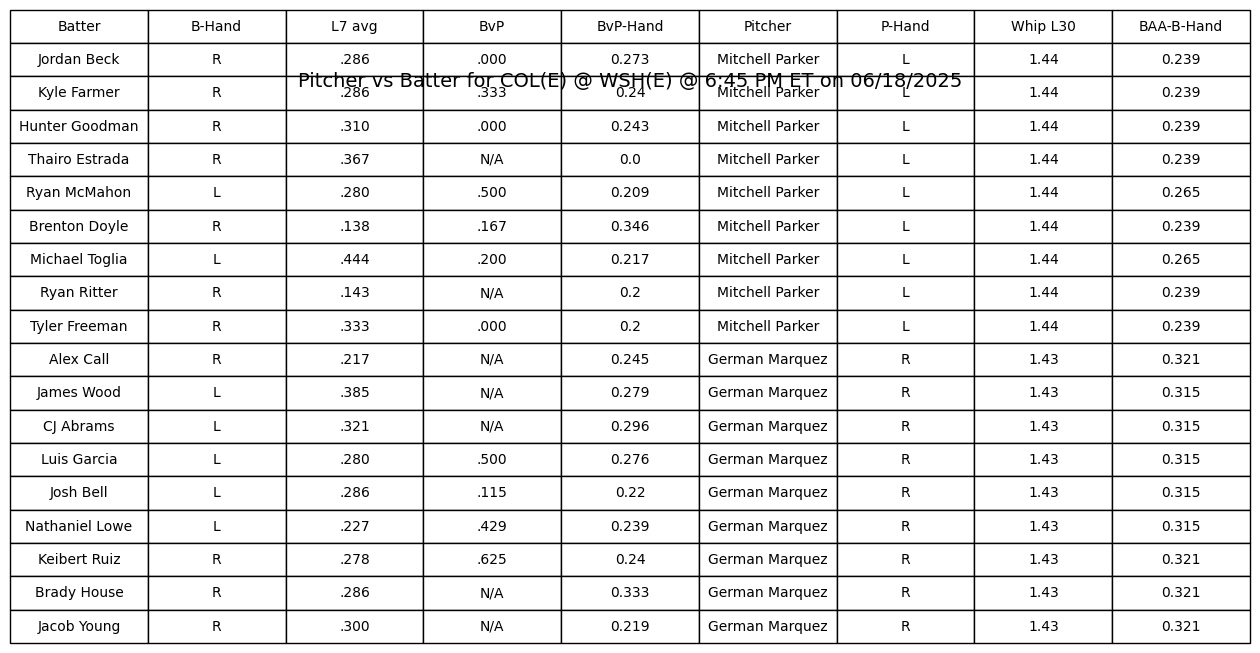 Batter B-Hand L7 avg BvP BvP-Hand Pitcher P-Hand Whip L30 BAA-B-Hand
Jordan Beck R .286 .000 0.273 Mitchell Parker L 1.44 0.239
Pitcher vs Batter for COL(E) @ WSH(E) @ 6:45 PM ET on 06/18/2025
Kyle Farmer R .286 .333 0.24 Mitchell Parker L 1.44 0.239
Hunter Goodman R .310 .000 0.243 Mitchell Parker L 1.44 0.239
Thairo Estrada R .367 N/A 0.0 Mitchell Parker L 1.44 0.239
Ryan McMahon L .280 .500 0.209 Mitchell Parker L 1.44 0.265
Brenton Doyle R .138 .167 0.346 Mitchell Parker L 1.44 0.239
Michael Toglia L .444 .200 0.217 Mitchell Parker L 1.44 0.265
Ryan Ritter R .143 N/A 0.2 Mitchell Parker L 1.44 0.239
Tyler Freeman R .333 .000 0.2 Mitchell Parker L 1.44 0.239
Alex Call R .217 N/A 0.245 German Marquez R 1.43 0.321
James Wood L .385 N/A 0.279 German Marquez R 1.43 0.315
CJ Abrams L .321 N/A 0.296 German Marquez R 1.43 0.315
Luis Garcia L .280 .500 0.276 German Marquez R 1.43 0.315
Josh Bell L .286 .115 0.22 German Marquez R 1.43 0.315
Nathaniel Lowe L .227 .429 0.239 German Marquez R 1.43 0.315
Keibert Ruiz R .278 .625 0.24 German Marquez R 1.43 0.321
Brady House R .286 N/A 0.333 German Marquez R 1.43 0.321
Jacob Young R .300 N/A 0.219 German Marquez R 1.43 0.321